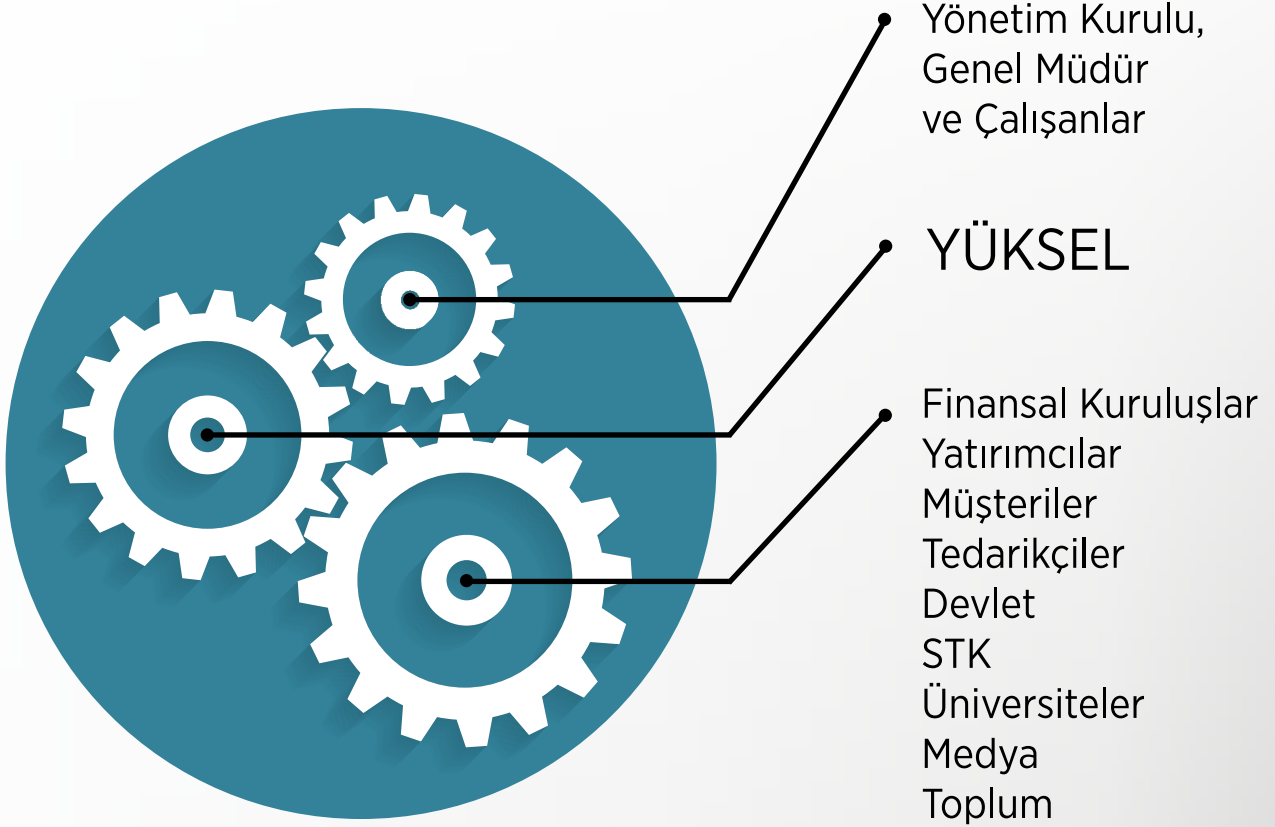 Yönetim Kurulu,
Genel Müdür
ve Çalışanlar
YÜKSEL
Finansal Kuruluşlar
Yatırımcılar
Müşteriler
Tedarikçiler
Devlet
STK
Üniversiteler
Medya
Toplum